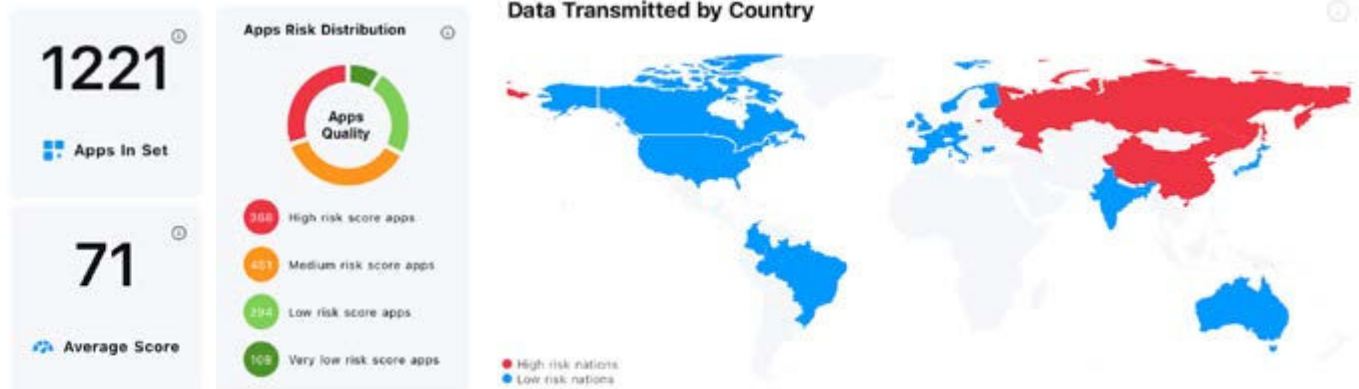 1221
Apps In Set
71
Average Score
Apps Risk Distribution
Apps
Quality
368
High risk score apps
451
Medium risk score apps
294
Low risk score apps
108
Very low risk score apps
Data Transmitted by Country
High risk nations
Low risk nations